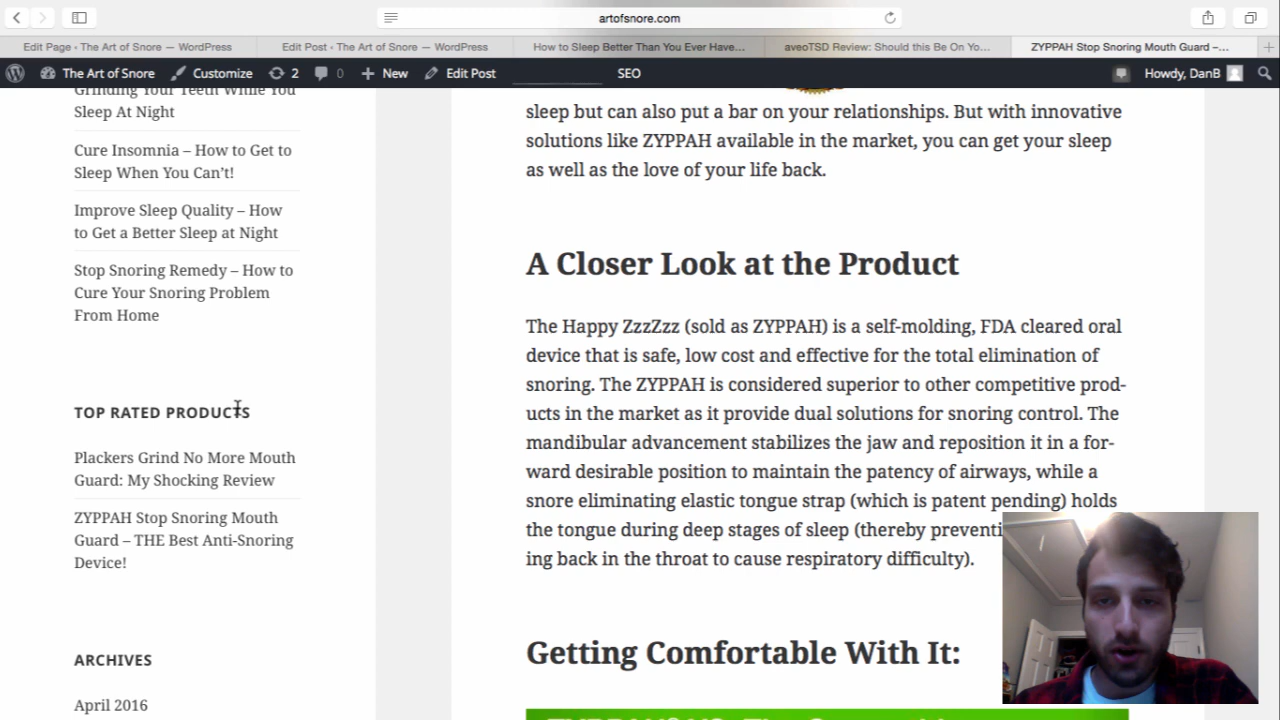 artofsnore.com
Edit Page ‹ The Art of Snore — WordPress
Edit Post ‹ The Art of Snore — WordPress
How to Sleep Better Than You Ever Have...
aveoTSD Review: Should this Be On Yo...
ZYPPAH Stop Snoring Mouth Guard –...
The Art of Snore
Customize
2
0
New
Edit Post
SEO
Howdy, DanB
Grinding Your Teeth While You
Sleep At Night
Cure Insomnia – How to Get to
Sleep When You Can’t!
Improve Sleep Quality – How
to Get a Better Sleep at Night
Stop Snoring Remedy – How to
Cure Your Snoring Problem
From Home
TOP RATED PRODUCTS
Plackers Grind No More Mouth
Guard: My Shocking Review
ZYPPAH Stop Snoring Mouth
Guard – THE Best Anti-Snoring
Device!
ARCHIVES
April 2016
sleep but can also put a bar on your relationships. But with innovative
solutions like ZYPPAH available in the market, you can get your sleep
as well as the love of your life back.
A Closer Look at the Product
The Happy ZzzZzz (sold as ZYPPAH) is a self-molding, FDA cleared oral
device that is safe, low cost and effective for the total elimination of
snoring. The ZYPPAH is considered superior to other competitive prod-
ucts in the market as it provide dual solutions for snoring control. The
mandibular advancement stabilizes the jaw and reposition it in a for-
ward desirable position to maintain the patency of airways, while a
snore eliminating elastic tongue strap (which is patent pending) holds
the tongue during deep stages of sleep (thereby preventi
ing back in the throat to cause respiratory difficulty).
Getting Comfortable With It: